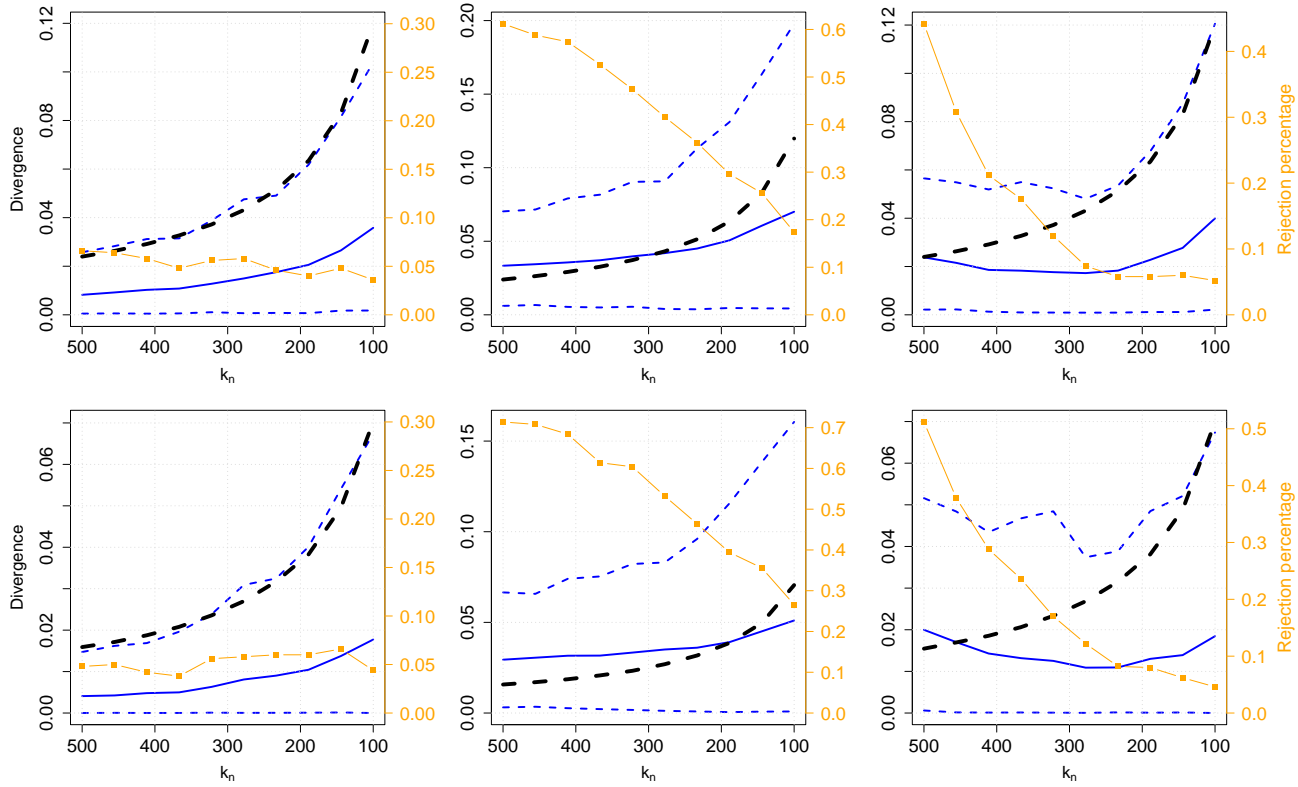 0.00 0.04 0.08 0.12
Divergence
0.00 0.05 0.10 0.15 0.20 0.25 0.30
500 400 300 200 100
kn
0.00 0.05 0.10 0.15 0.20
0.0 0.1 0.2 0.3 0.4 0.5 0.6
500 400 300 200 100
kn
0.00 0.04 0.08 0.12
0.0 0.1 0.2 0.3 0.4
Rejection percentage
500 400 300 200 100
kn
0.00 0.02 0.04 0.06
Divergence
0.00 0.05 0.10 0.15 0.20 0.25 0.30
500 400 300 200 100
kn
0.00 0.05 0.10 0.15
0.0 0.1 0.2 0.3 0.4 0.5 0.6 0.7
500 400 300 200 100
kn
0.00 0.02 0.04 0.06
0.0 0.1 0.2 0.3 0.4 0.5
Rejection percentage
500 400 300 200 100
kn